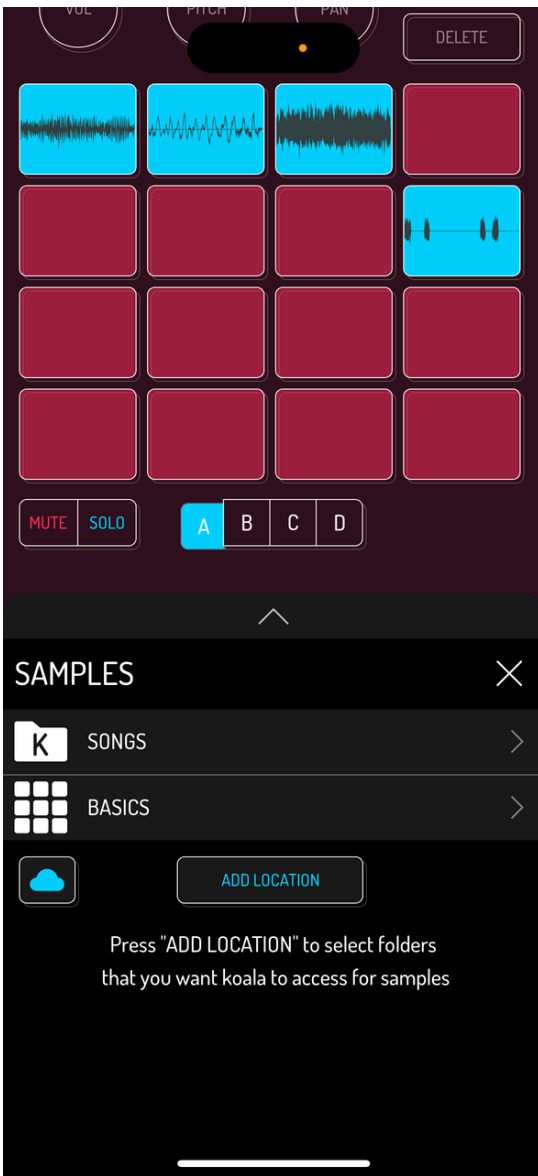 VOL
PITCH
PAN
DELETE
MUTE
SOLO
A
B
C
D
SAMPLES
K
SONGS
BASICS
ADD LOCATION
Press "ADD LOCATION" to select folders
that you want koala to access for samples